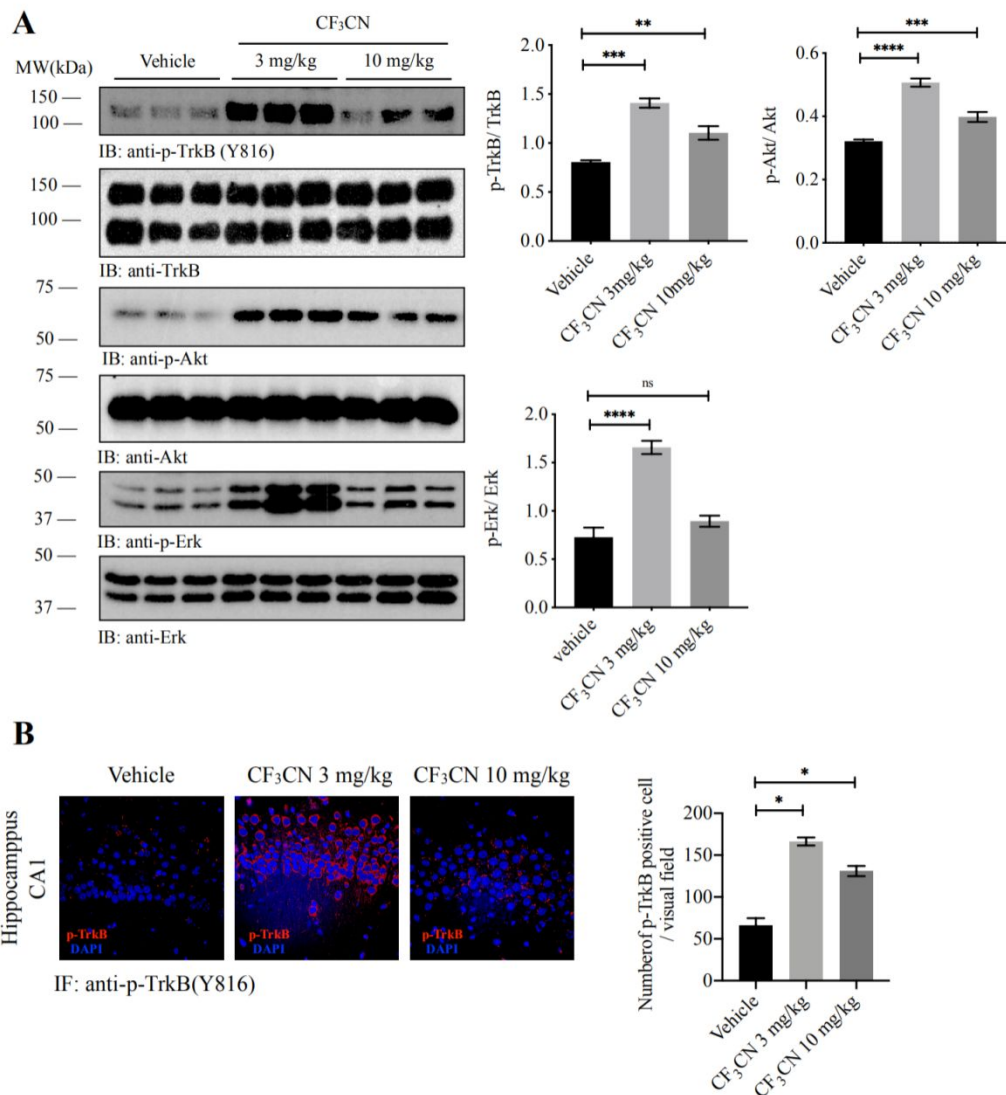 A
CF₃CN
MW(kDa)
Vehicle
3 mg/kg
10 mg/kg
150
100
IB: anti-p-TrkB (Y816)
150
100
IB: anti-TrkB
75
50
IB: anti-p-Akt
75
50
IB: anti-Akt
50
37
IB: anti-p-Erk
50
37
IB: anti-Erk
**
***
2.0
1.5
1.0
0.5
0.0
p-TrkB/ TrkB
Vehicle
CF₃CN 3mg/kg
CF₃CN 10mg/kg
***
****
0.6
0.4
0.2
0.0
p-Akt/ Akt
Vehicle
CF₃CN 3 mg/kg
CF₃CN 10 mg/kg
ns
****
2.0
1.5
1.0
0.5
0.0
p-Erk/ Erk
vehicle
CF₃CN 3 mg/kg
CF₃CN 10 mg/kg
B
Vehicle
CF₃CN 3 mg/kg
CF₃CN 10 mg/kg
Hippocamppus
CA1
p-TrkB
DAPI
p-TrkB
DAPI
p-TrkB
DAPI
IF: anti-p-TrkB(Y816)
*
*
200
150
100
50
0
Numberof p-TrkB positive cell
/ visual field
Vehicle
CF₃CN 3 mg/kg
CF₃CN 10 mg/kg